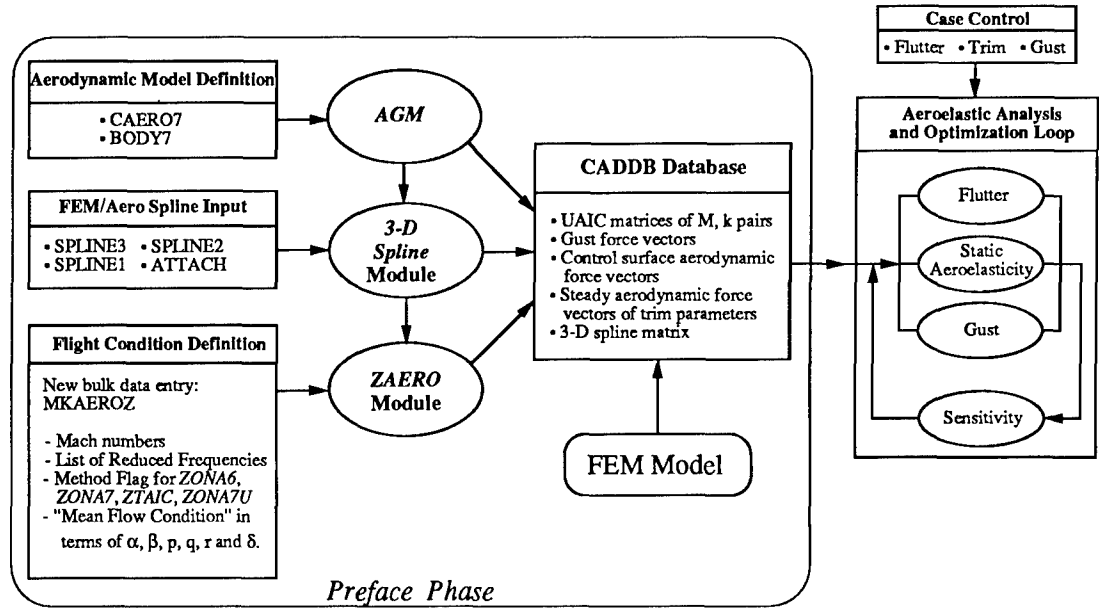 Case Control
▪ Flutter ▪ Trim ▪ Gust
Aerodynamic Model Definition
▪ CAERO7
▪ BODY7
AGM
FEM/Aero Spline Input
▪ SPLINE3 ▪ SPLINE2
▪ SPLINE1 ▪ ATTACH
3-D
Spline
Module
Flight Condition Definition
New bulk data entry:
MKAEROZ
- Mach numbers
- List of Reduced Frequencies
- Method Flag for ZONA6,
ZONA7, ZTAIC, ZONA7U
- "Mean Flow Condition" in
terms of α, β, p, q, r and δ.
ZAERO
Module
CADDB Database
▪ UAIC matrices of M, k pairs
▪ Gust force vectors
▪ Control surface aerodynamic
force vectors
▪ Steady aerodynamic force
vectors of trim parameters
▪ 3-D spline matrix
FEM Model
Preface Phase
Aeroelastic Analysis
and Optimization Loop
Flutter
Static
Aeroelasticity
Gust
Sensitivity